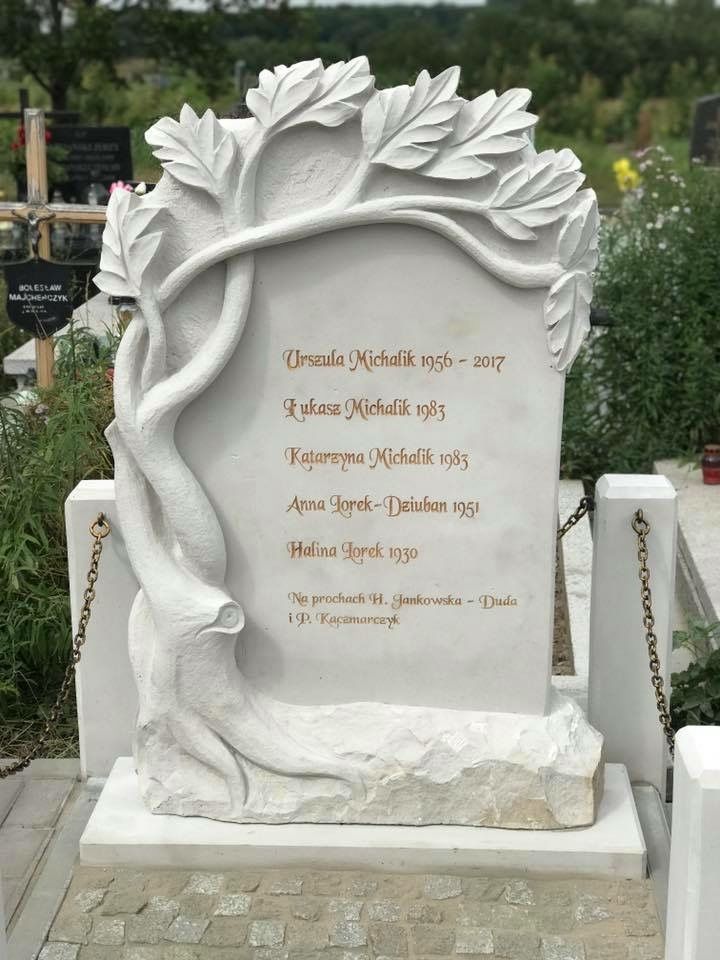 Urszula Michalik 1956 - 2017
Łukasz Michalik 1983
Katarzyna Michalik 1983
Anna Lorek-Dziuban 1951
Halina Lorek 1930
Na prochach H. Jankowska - Duda
i P. Kaczmarczyk
BOLESŁAW
MAJCHEŃCZYK